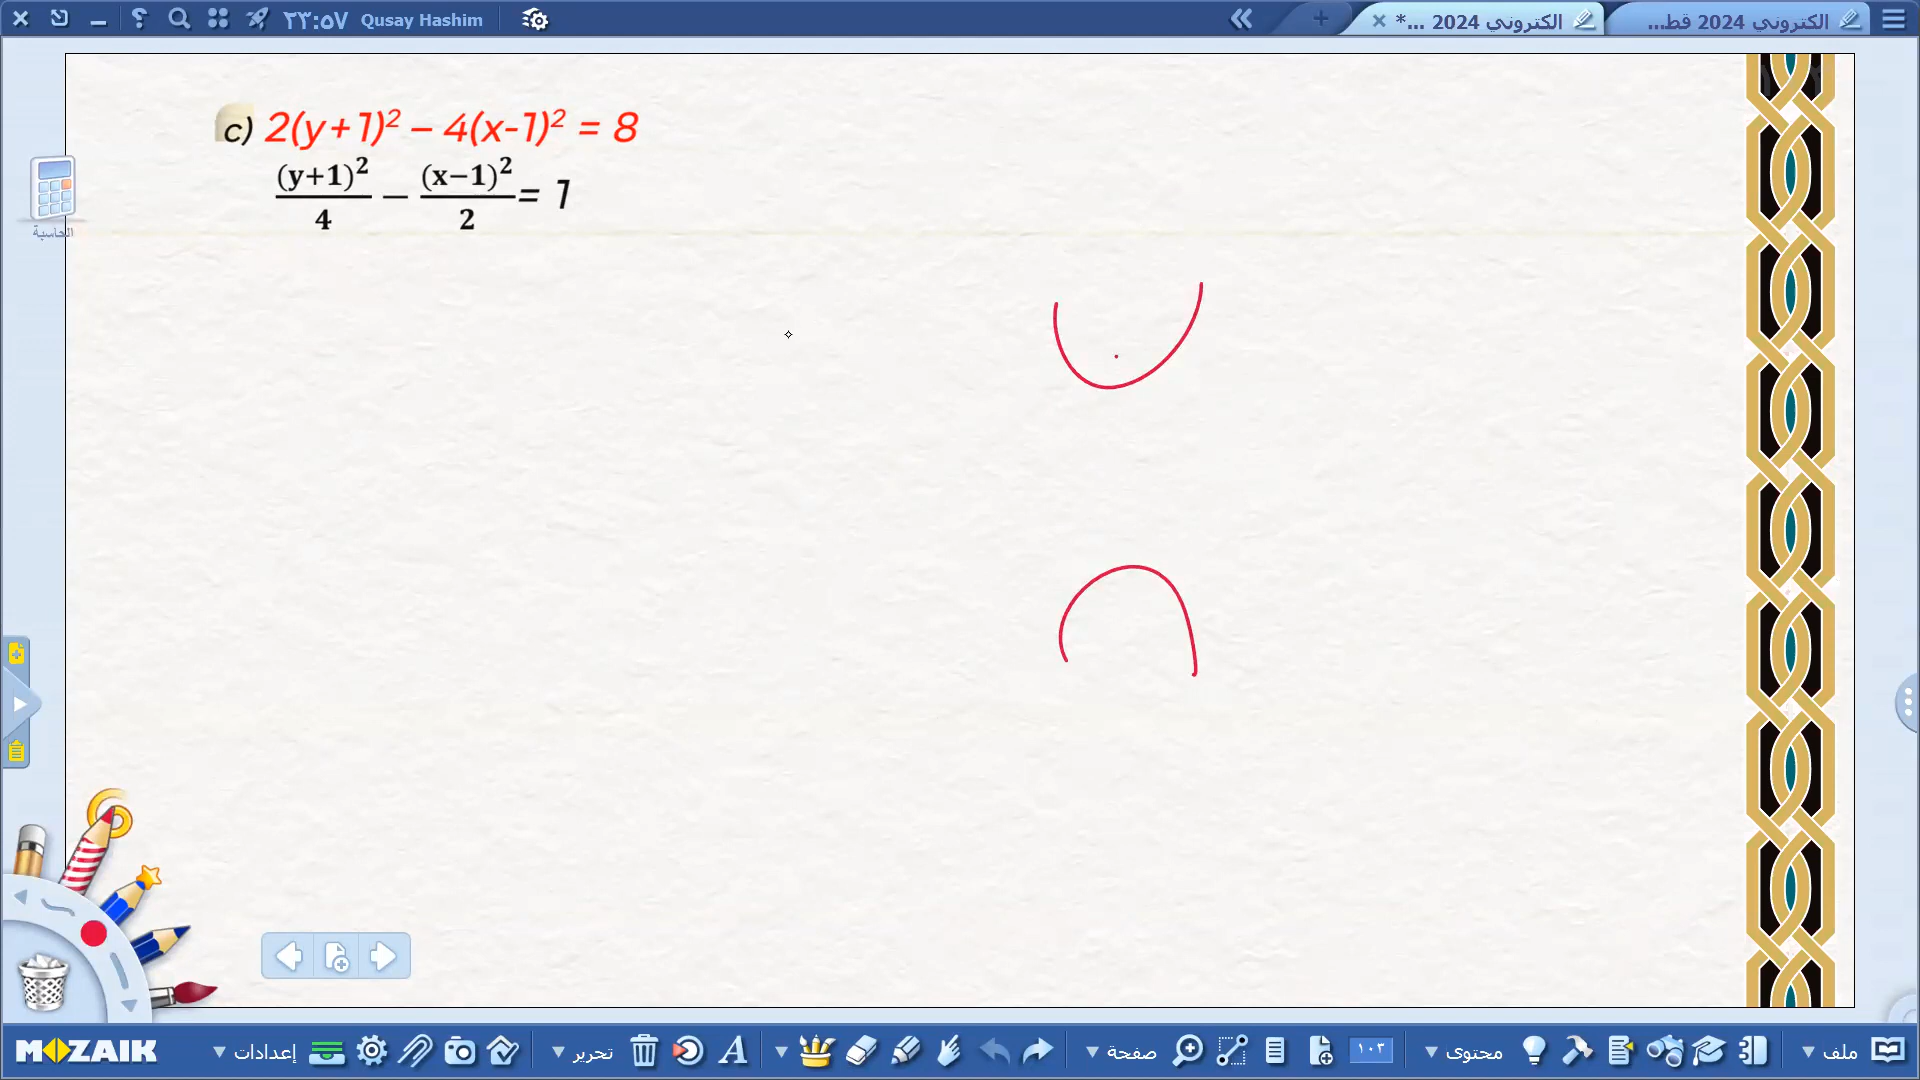 ٢٣:٥٧ Qusay Hashim
الكتروني 2024 ...*
الكتروني 2024 قط...
c) 2(y+1)² – 4(x-1)² = 8
(y+1)²/4 − (x−1)²/2 = 1
الحاسبة
MOZAIK
إعدادات
تحرير
صفحة
١٠٣
محتوى
ملف